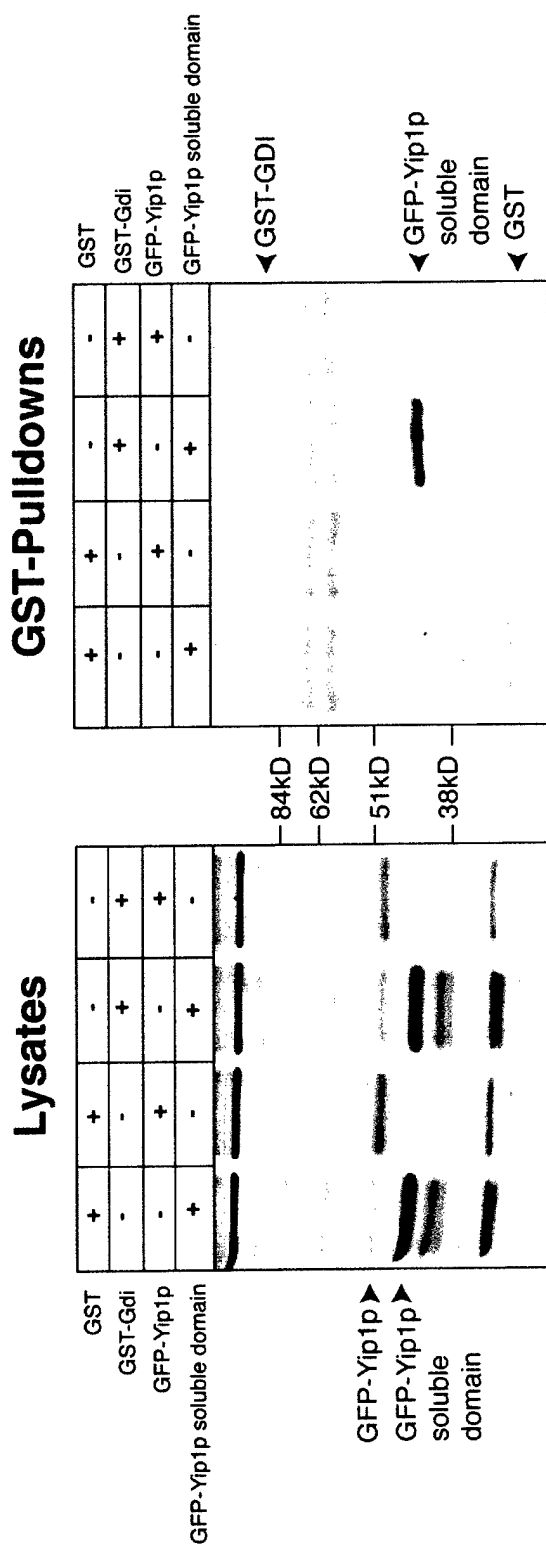 Lysates
GST + + - -
GST-Gdi - - + +
GFP-Yip1p - + - +
GFP-Yip1p soluble domain + - + -
GFP-Yip1p
GFP-Yip1p
soluble
domain
84kD
62kD
51kD
38kD
GST-Pulldowns
+ + - - GST
- - + + GST-Gdi
- + - + GFP-Yip1p
+ - + - GFP-Yip1p soluble domain
GST-GDI
GFP-Yip1p
soluble
domain
GST